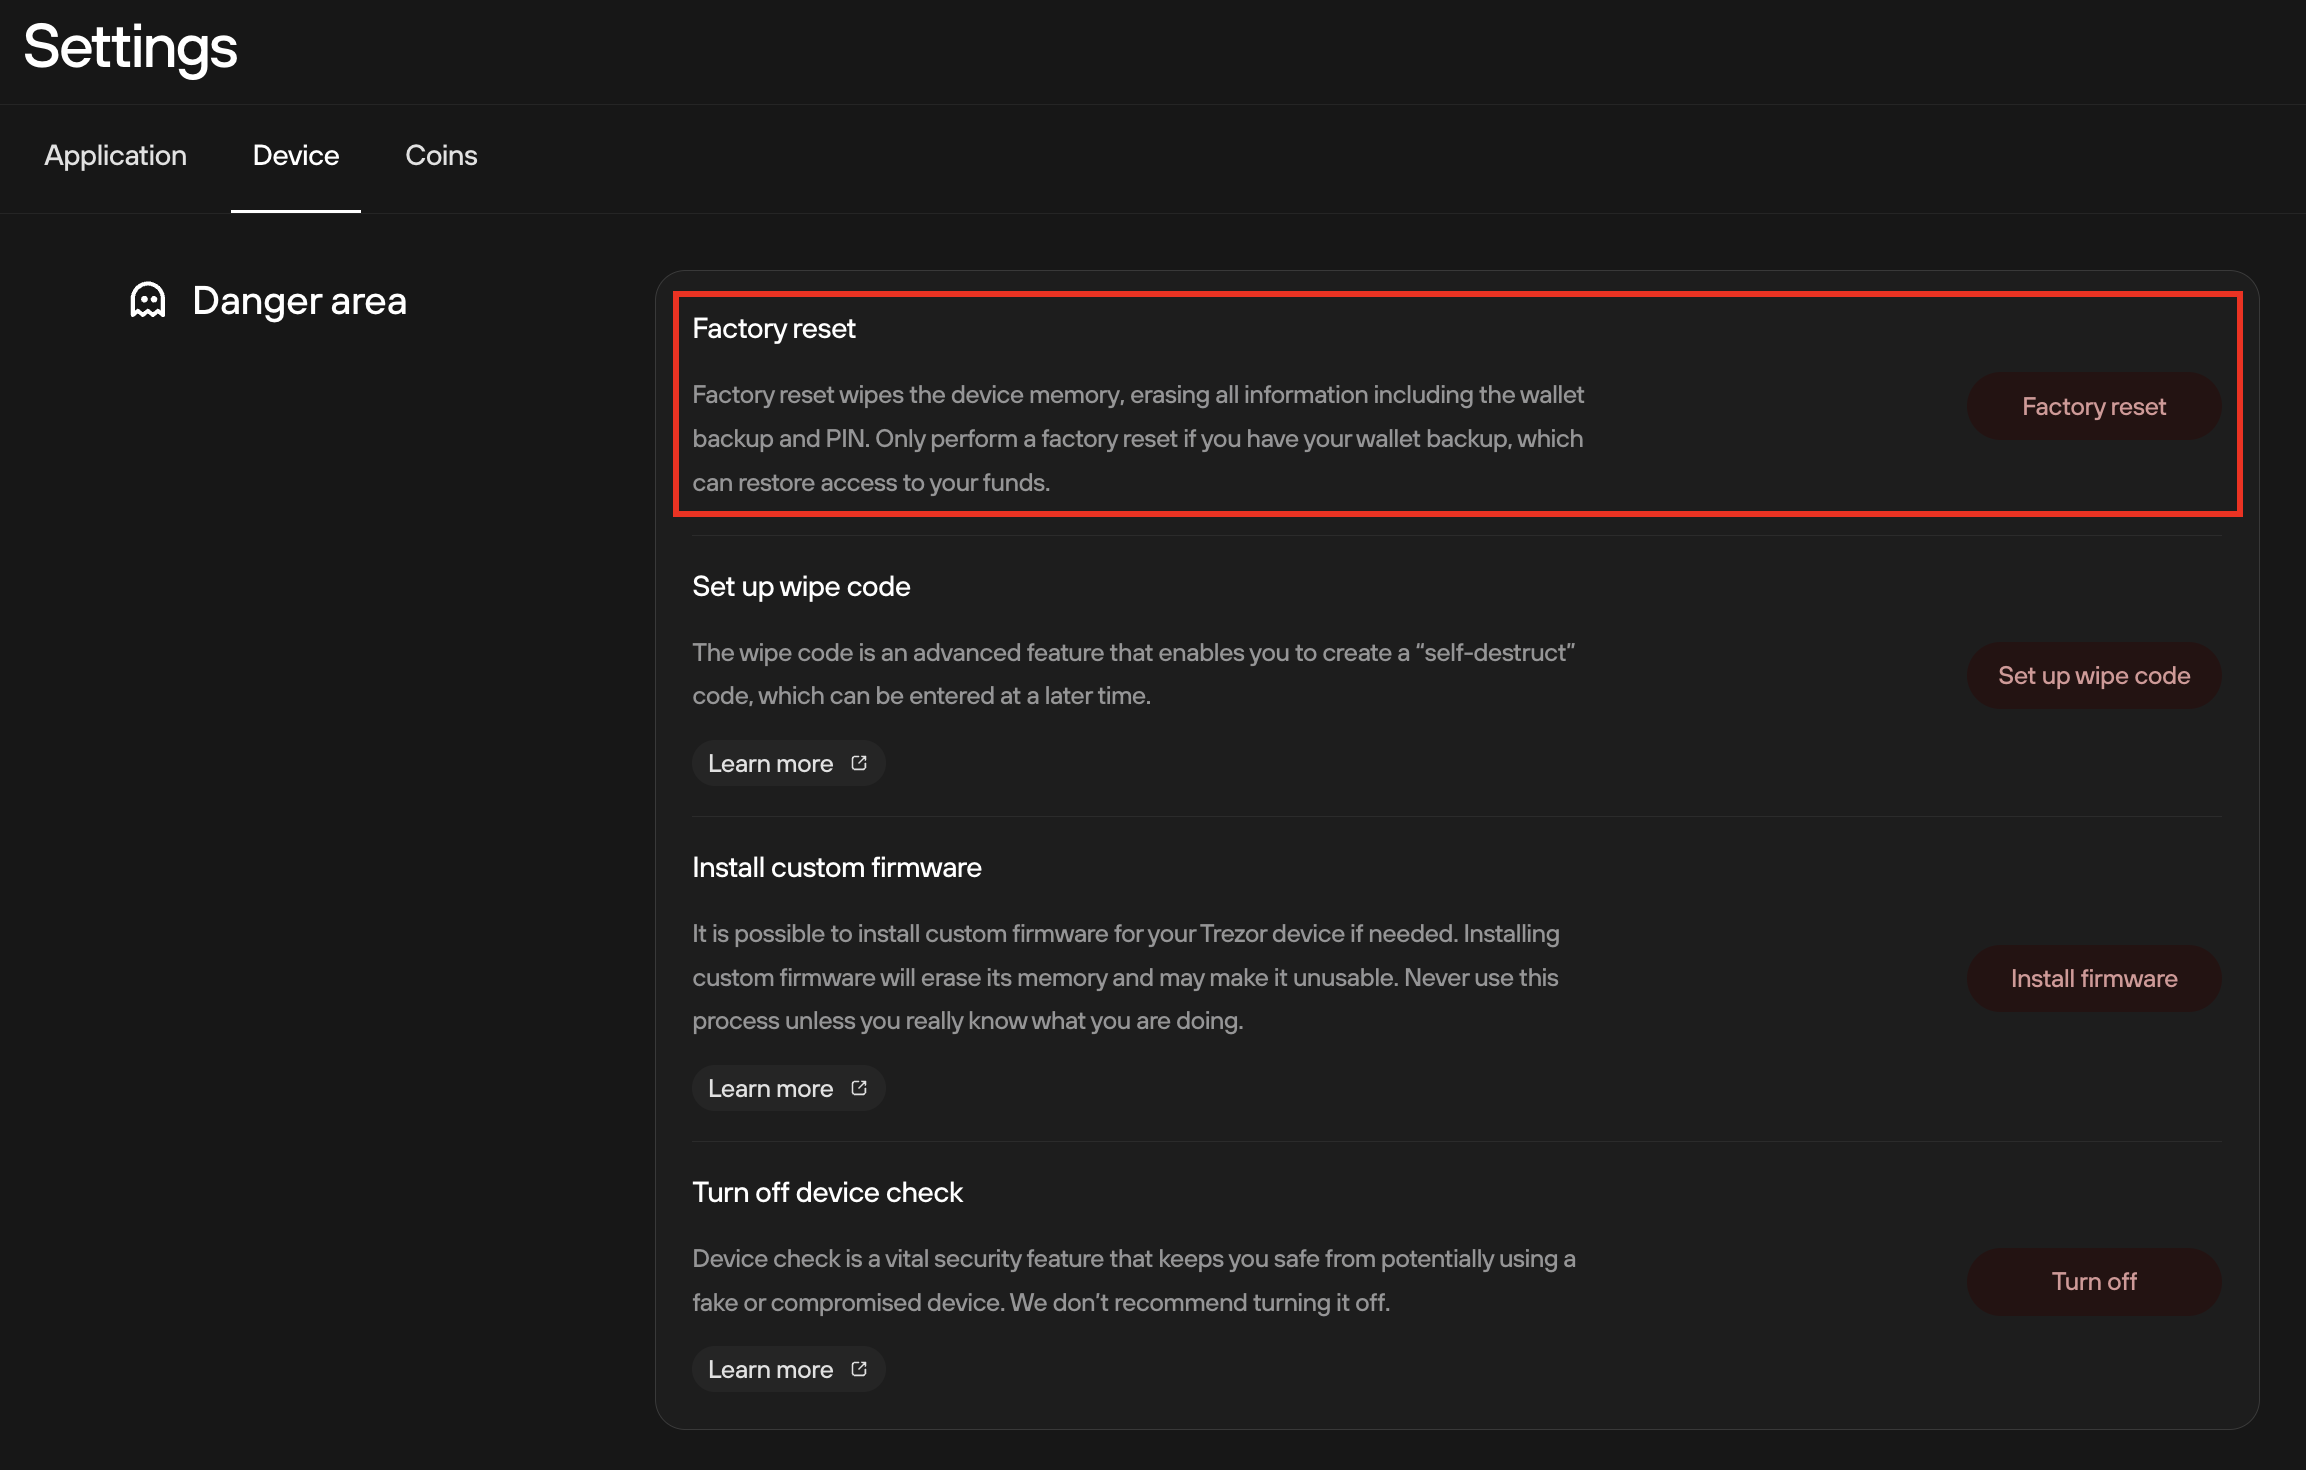 Settings
Application
Device
Coins
Danger area
Factory reset
Factory reset wipes the device memory, erasing all information including the wallet
backup and PIN. Only perform a factory reset if you have your wallet backup, which
can restore access to your funds.
Factory reset
Set up wipe code
The wipe code is an advanced feature that enables you to create a “self-destruct”
code, which can be entered at a later time.
Set up wipe code
Learn more
Install custom firmware
It is possible to install custom firmware for your Trezor device if needed. Installing
custom firmware will erase its memory and may make it unusable. Never use this
process unless you really know what you are doing.
Install firmware
Learn more
Turn off device check
Device check is a vital security feature that keeps you safe from potentially using a
fake or compromised device. We don’t recommend turning it off.
Turn off
Learn more